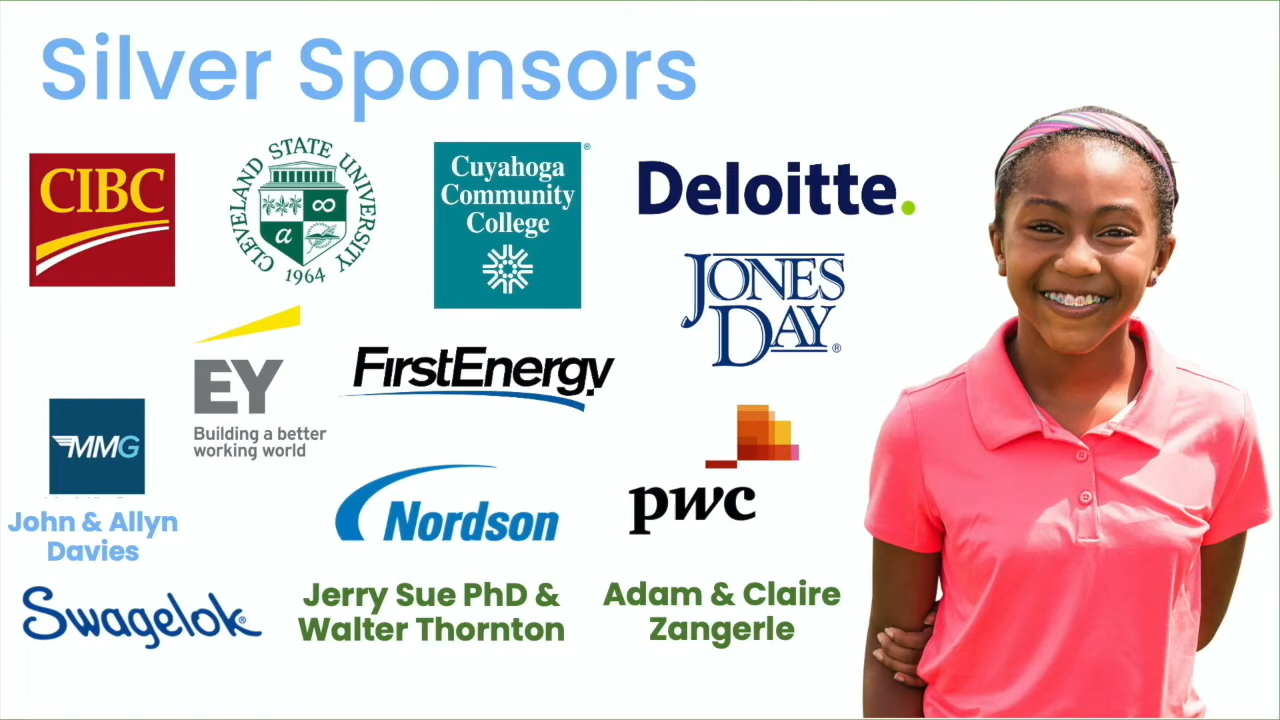 Silver Sponsors
CIBC
CLEVELAND STATE UNIVERSITY
α
∞
1964
Cuyahoga
Community
College
®
Deloitte.
JONES
DAY®
EY
Building a better
working world
FirstEnergy
MMG
John & Allyn
Davies
Nordson
pwc
Swagelok®
Jerry Sue PhD &
Walter Thornton
Adam & Claire
Zangerle